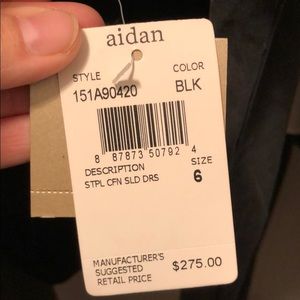 aidan
STYLE COLOR
151A90420 BLK
8 87873 50792 4
DESCRIPTION SIZE
STPL CFN SLD DRS 6
MANUFACTURER'S
SUGGESTED
RETAIL PRICE $275.00